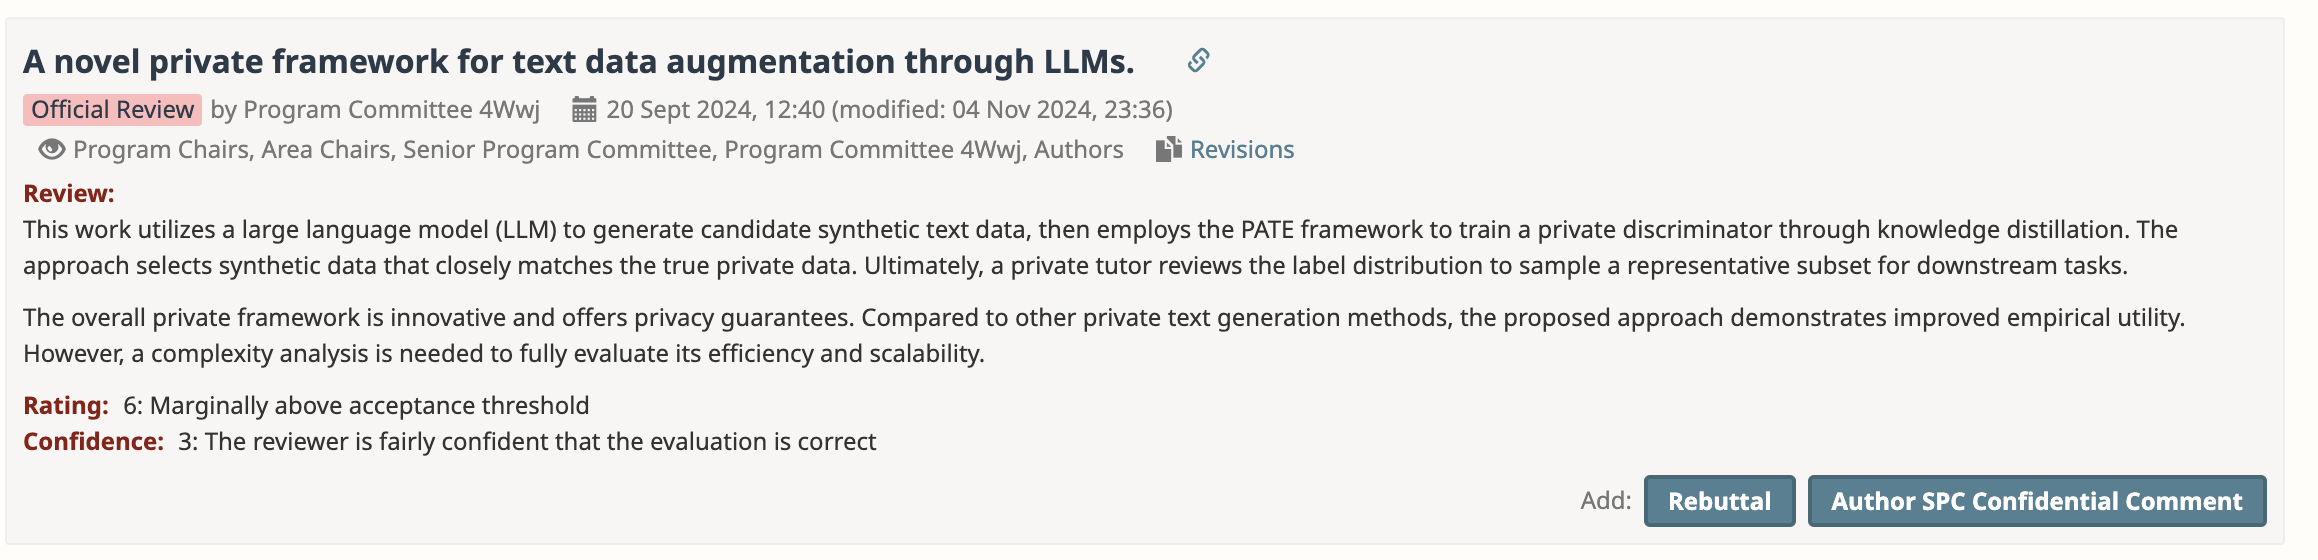 A novel private framework for text data augmentation through LLMs.
Official Review by Program Committee 4Wwj 20 Sept 2024, 12:40 (modified: 04 Nov 2024, 23:36)
Program Chairs, Area Chairs, Senior Program Committee, Program Committee 4Wwj, Authors Revisions
Review:
This work utilizes a large language model (LLM) to generate candidate synthetic text data, then employs the PATE framework to train a private discriminator through knowledge distillation. The
approach selects synthetic data that closely matches the true private data. Ultimately, a private tutor reviews the label distribution to sample a representative subset for downstream tasks.
The overall private framework is innovative and offers privacy guarantees. Compared to other private text generation methods, the proposed approach demonstrates improved empirical utility.
However, a complexity analysis is needed to fully evaluate its efficiency and scalability.
Rating: 6: Marginally above acceptance threshold
Confidence: 3: The reviewer is fairly confident that the evaluation is correct
Add: Rebuttal Author SPC Confidential Comment